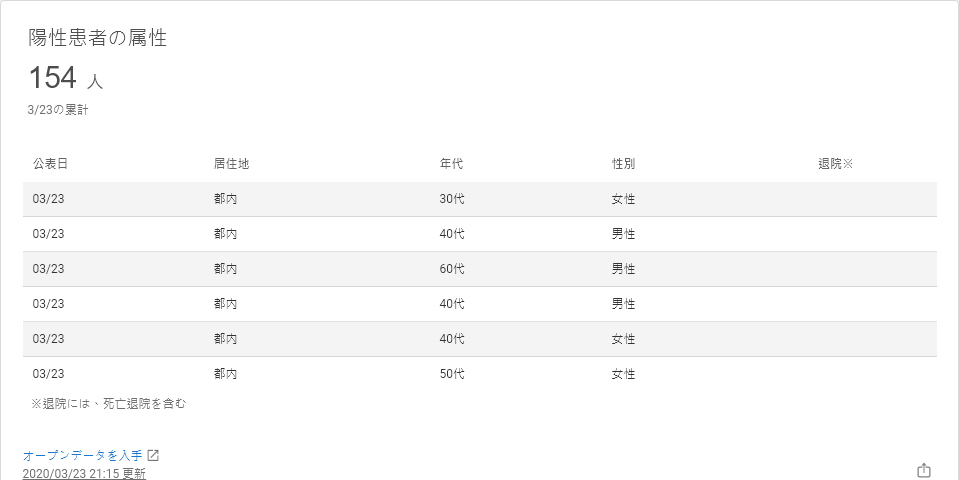 陽性患者の属性
154 人
3/23の累計
公表日 居住地 年代 性別 退院※
03/23 都内 30代 女性
03/23 都内 40代 男性
03/23 都内 60代 男性
03/23 都内 40代 男性
03/23 都内 40代 女性
03/23 都内 50代 女性
※退院には、死亡退院を含む
オープンデータを入手
2020/03/23 21:15 更新